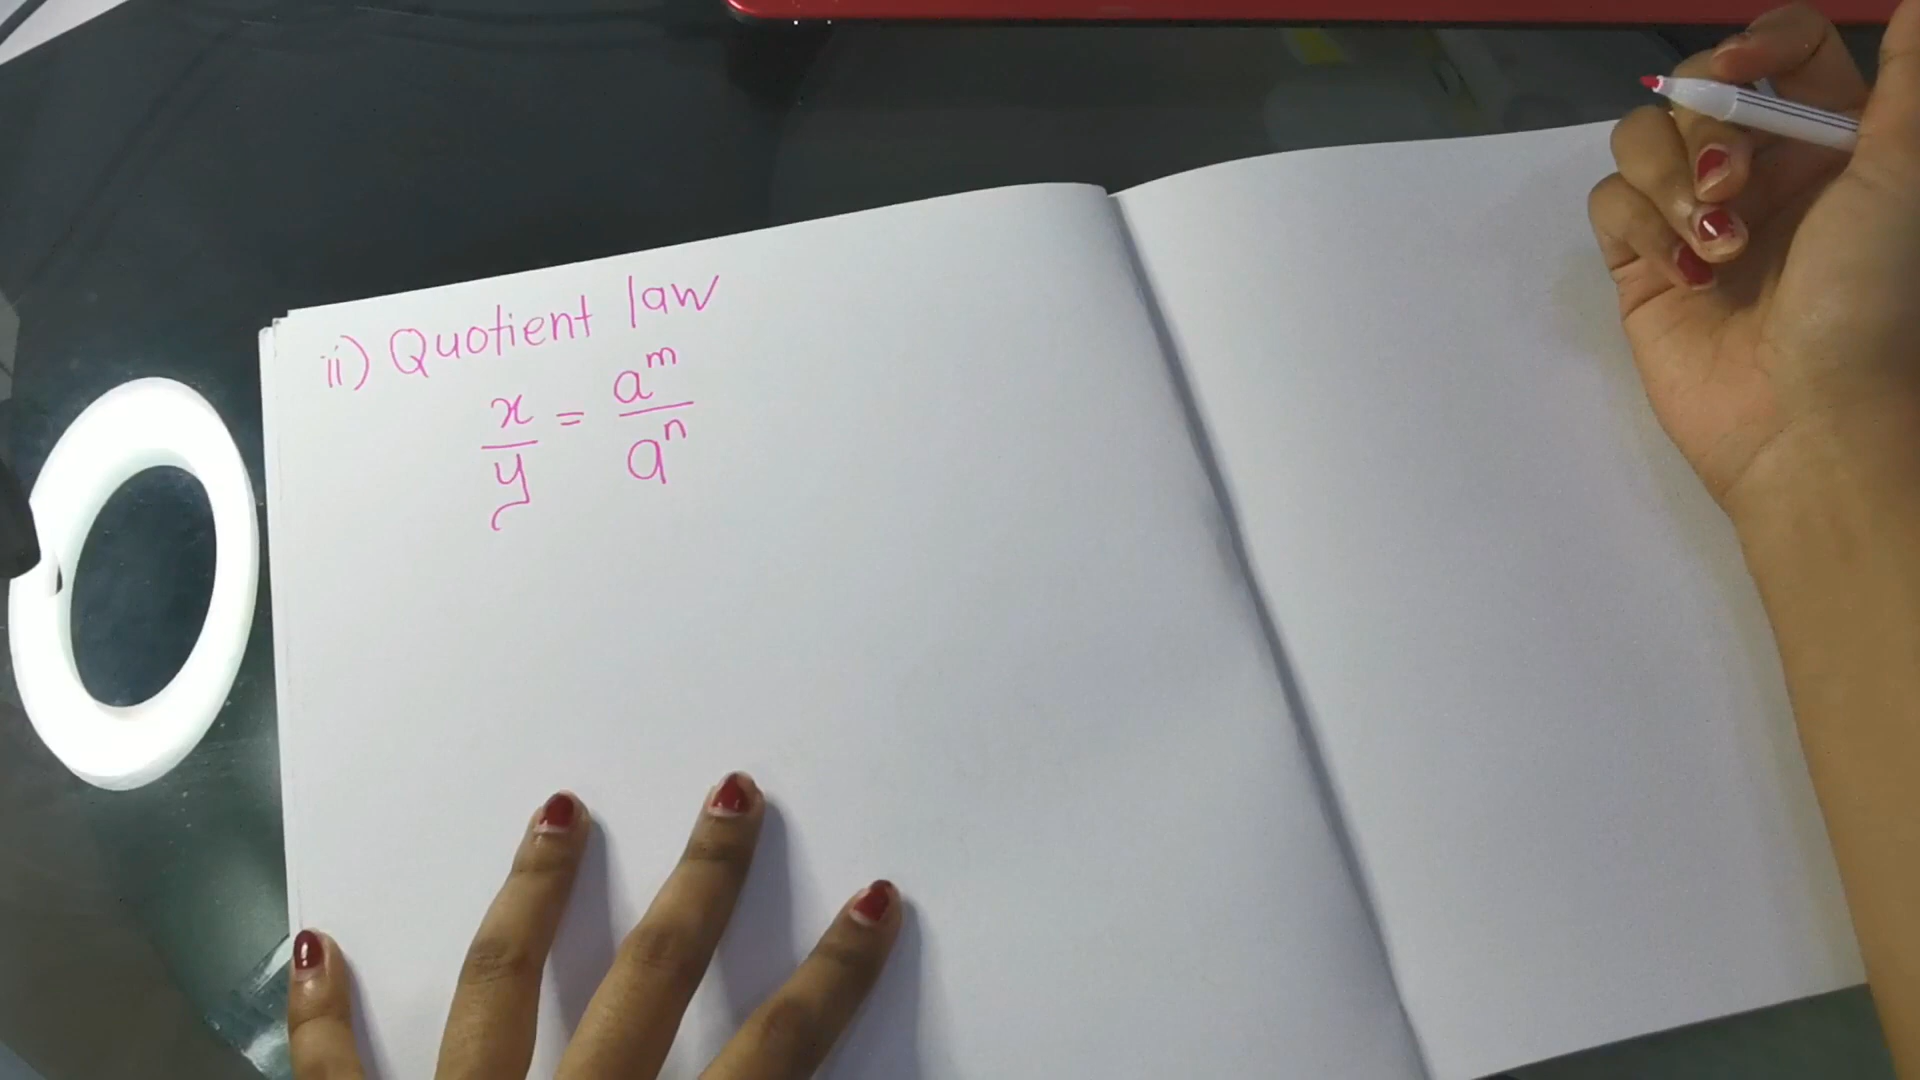 ii) Quotient law
x/y = a^m/a^n